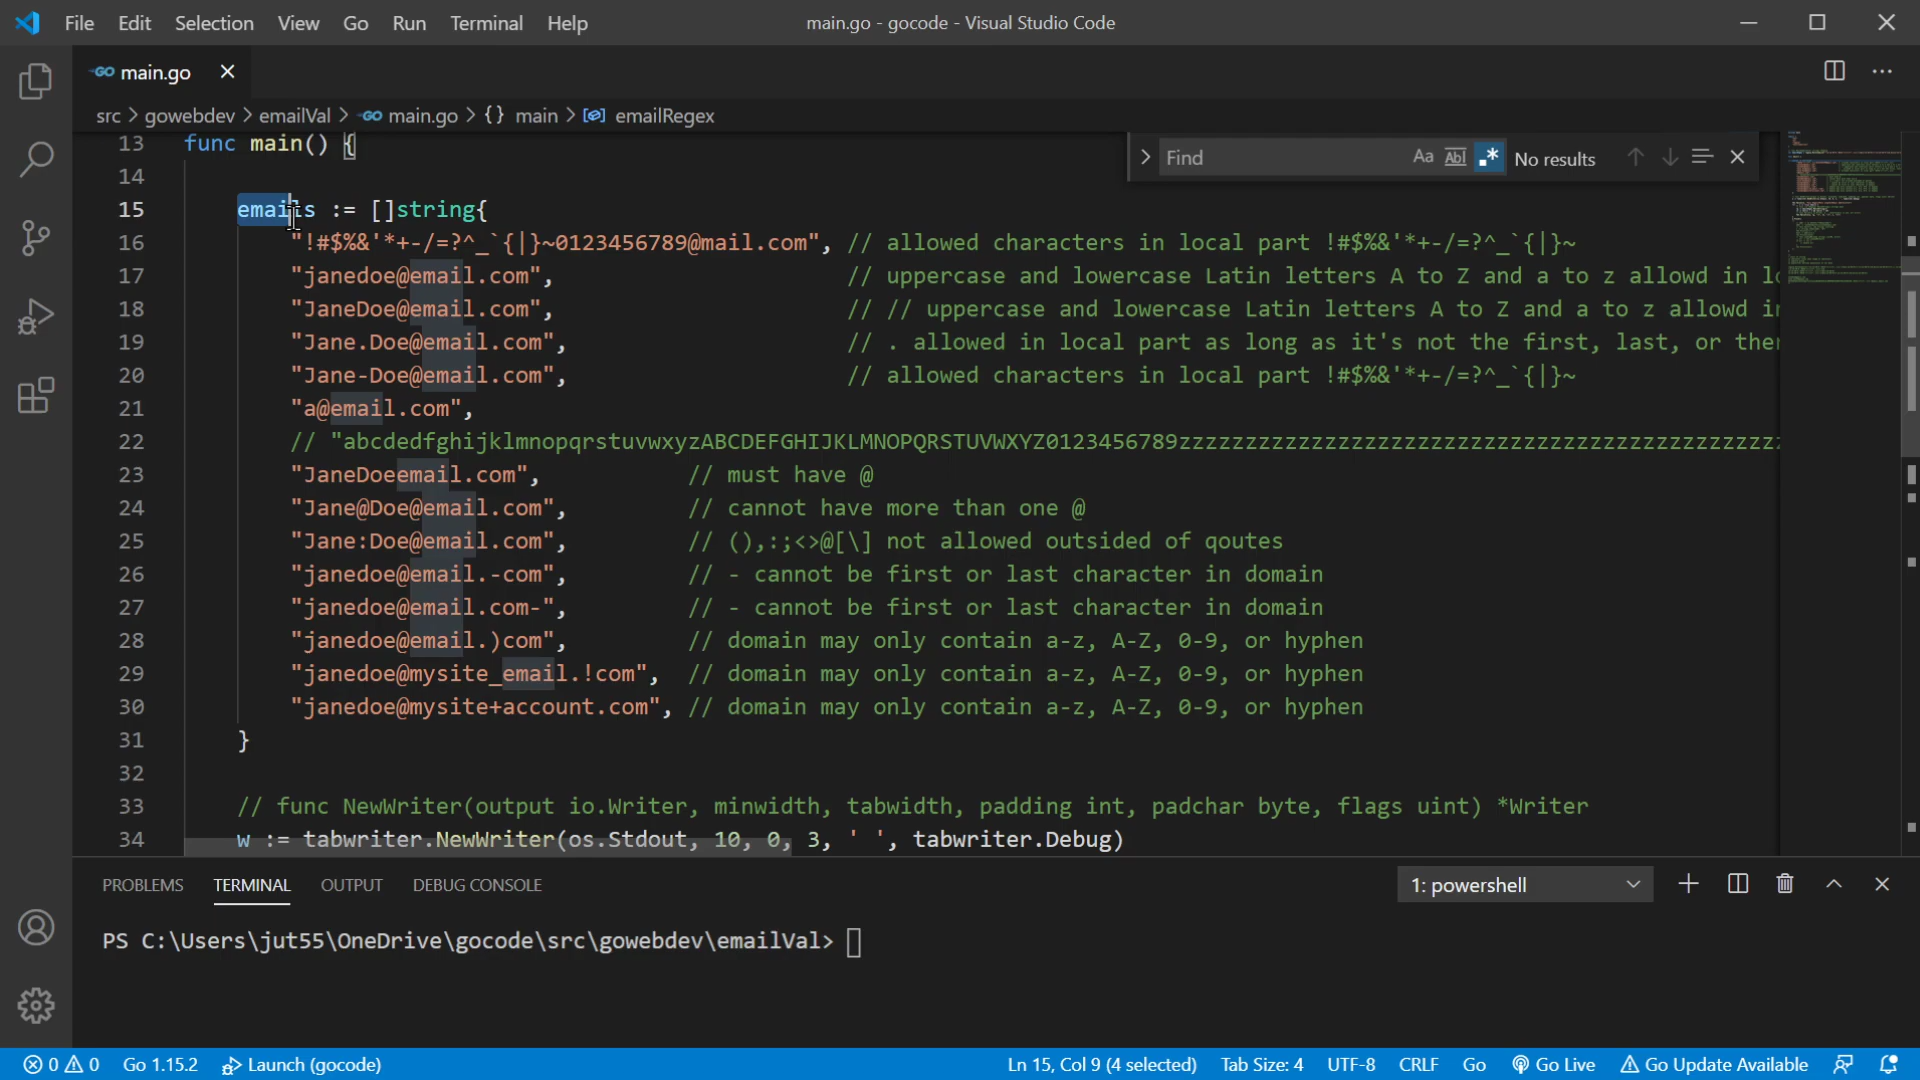 File Edit Selection View Go Run Terminal Help main.go - gocode - Visual Studio Code
GO main.go
src > gowebdev > emailVal > GO main.go > {} main > emailRegex
Find Aa Abl .* No results
13 func main() {
14
15 emails := []string{
16 "!#$%&'*+-/=?^_`{|}~0123456789@mail.com", // allowed characters in local part !#$%&'*+-/=?^_`{|}~
17 "janedoe@email.com", // uppercase and lowercase Latin letters A to Z and a to z allowd in lo
18 "JaneDoe@email.com", // // uppercase and lowercase Latin letters A to Z and a to z allowd in
19 "Jane.Doe@email.com", // . allowed in local part as long as it's not the first, last, or ther
20 "Jane-Doe@email.com", // allowed characters in local part !#$%&'*+-/=?^_`{|}~
21 "a@email.com",
22 // "abcdedfghijklmnopqrstuvwxyzABCDEFGHIJKLMNOPQRSTUVWXYZ0123456789zzzzzzzzzzzzzzzzzzzzzzzzzzzzzzzzzzzzzzzzzzzzzz
23 "JaneDoeemail.com", // must have @
24 "Jane@Doe@email.com", // cannot have more than one @
25 "Jane:Doe@email.com", // (),:;<>@[\] not allowed outsided of qoutes
26 "janedoe@email.-com", // - cannot be first or last character in domain
27 "janedoe@email.com-", // - cannot be first or last character in domain
28 "janedoe@email.)com", // domain may only contain a-z, A-Z, 0-9, or hyphen
29 "janedoe@mysite_email.!com", // domain may only contain a-z, A-Z, 0-9, or hyphen
30 "janedoe@mysite+account.com", // domain may only contain a-z, A-Z, 0-9, or hyphen
31 }
32
33 // func NewWriter(output io.Writer, minwidth, tabwidth, padding int, padchar byte, flags uint) *Writer
34 w := tabwriter.NewWriter(os.Stdout, 10, 0, 3, ' ', tabwriter.Debug)
PROBLEMS TERMINAL OUTPUT DEBUG CONSOLE 1: powershell
PS C:\Users\jut55\OneDrive\gocode\src\gowebdev\emailVal>
0 0 Go 1.15.2 Launch (gocode) Ln 15, Col 9 (4 selected) Tab Size: 4 UTF-8 CRLF Go Go Live Go Update Available